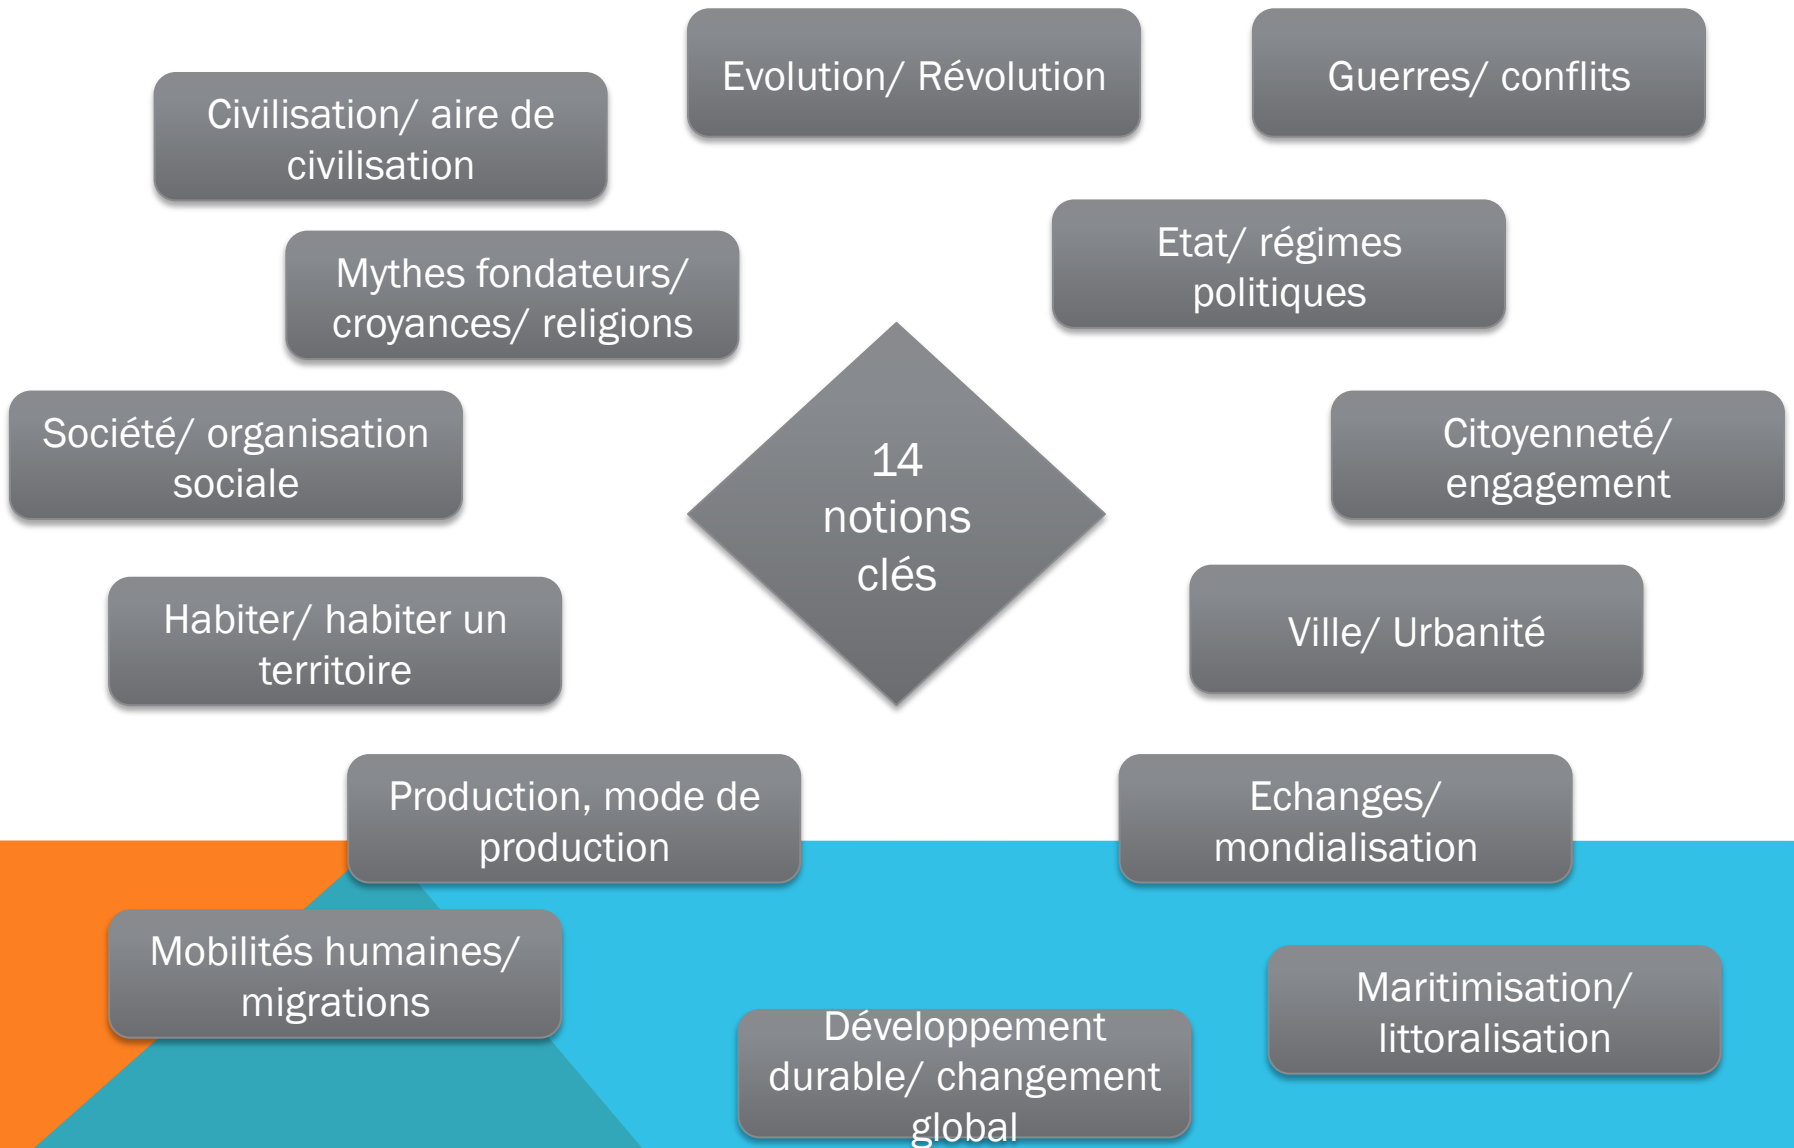 Evolution/ Révolution
Guerres/ conflits
Civilisation/ aire de
civilisation
Etat/ régimes
politiques
Mythes fondateurs/
croyances/ religions
Société/ organisation
sociale
14
notions
clés
Citoyenneté/
engagement
Habiter/ habiter un
territoire
Ville/ Urbanité
Production, mode de
production
Echanges/
mondialisation
Mobilités humaines/
migrations
Maritimisation/
littoralisation
Développement
durable/ changement
global